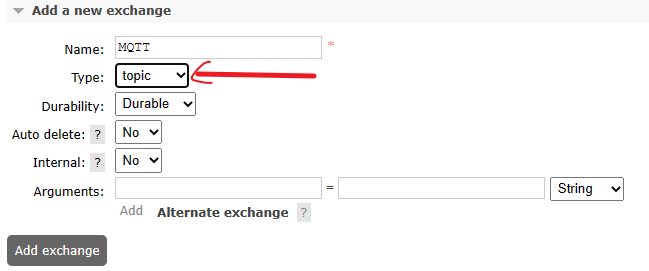 Add a new exchange
Name: MQTT *
Type: topic
Durability: Durable
Auto delete: ? No
Internal: ? No
Arguments: = String
Add Alternate exchange ?
Add exchange